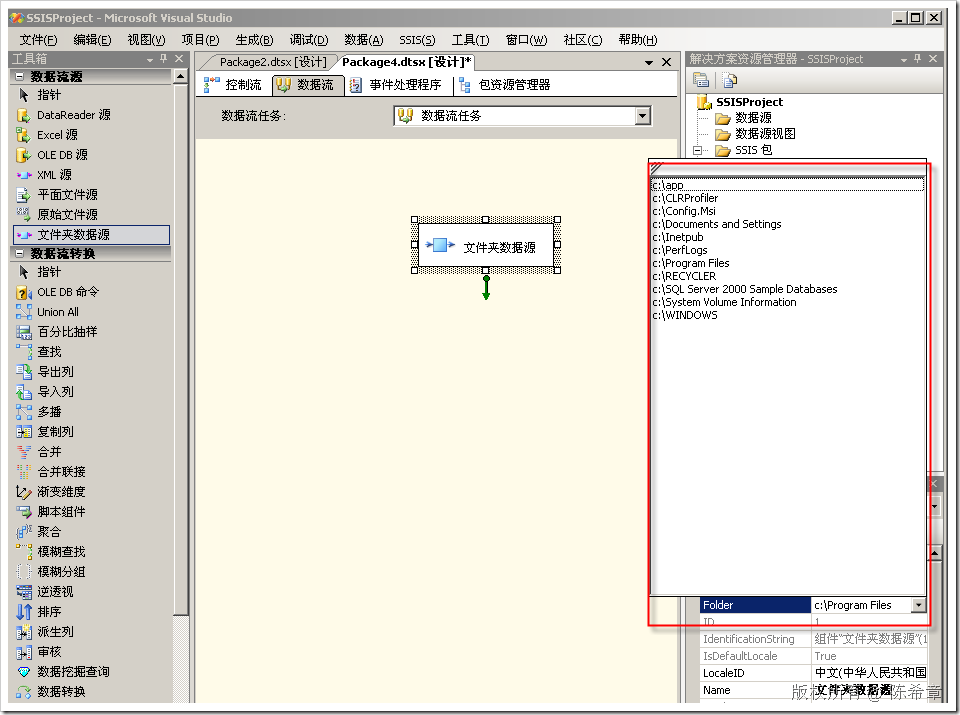 SSISProject - Microsoft Visual Studio
文件(F) 编辑(E) 视图(V) 项目(P) 生成(B) 调试(D) 数据(A) SSIS(S) 工具(T) 窗口(W) 社区(C) 帮助(H)
工具箱
数据流源
指针
DataReader 源
Excel 源
OLE DB 源
XML 源
平面文件源
原始文件源
文件夹数据源
数据流转换
指针
OLE DB 命令
Union All
百分比抽样
查找
导出列
导入列
多播
复制列
合并
合并联接
渐变维度
脚本组件
聚合
模糊查找
模糊分组
逆透视
排序
派生列
审核
数据挖掘查询
数据转换
Package2.dtsx [设计] Package4.dtsx [设计]*
控制流 数据流 事件处理程序 包资源管理器
数据流任务: 数据流任务
文件夹数据源
解决方案资源管理器 - SSISProject
SSISProject
数据源
数据源视图
SSIS 包
c:\app
c:\CLRProfiler
c:\Config.Msi
c:\Documents and Settings
c:\Inetpub
c:\PerfLogs
c:\Program Files
c:\RECYCLER
c:\SQL Server 2000 Sample Databases
c:\System Volume Information
c:\WINDOWS
Folder c:\Program Files
ID 1
IdentificationString 组件"文件夹数据源"(1
IsDefaultLocale True
LocaleID 中文(中华人民共和国
Name 文件夹数据源
版权所有 @ 陈希章